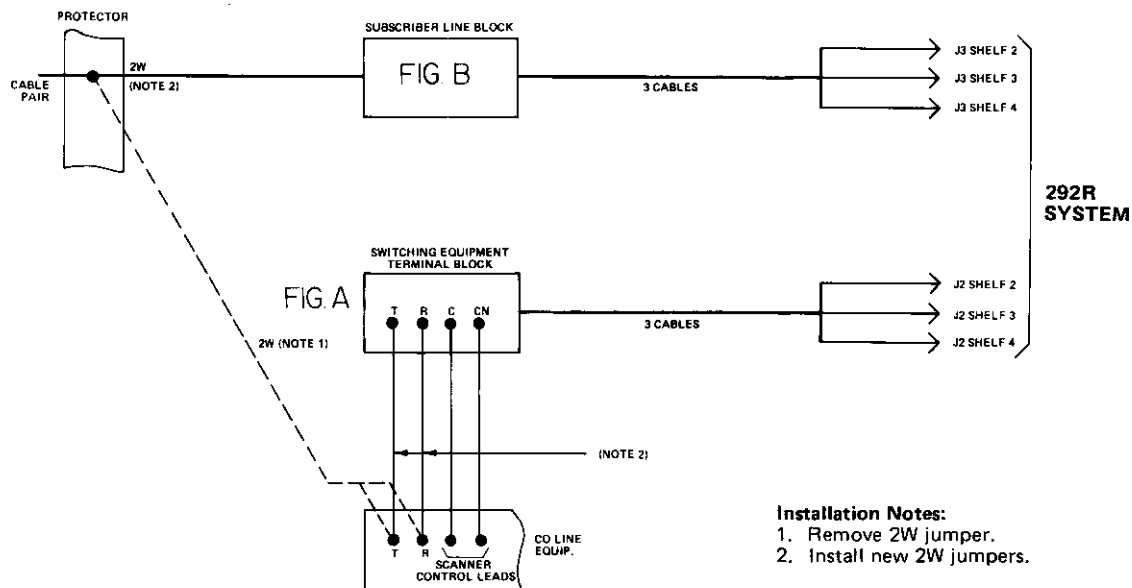 PROTECTOR
CABLE
PAIR
2W
(NOTE 2)
SUBSCRIBER LINE BLOCK
FIG. B
3 CABLES
J3 SHELF 2
J3 SHELF 3
J3 SHELF 4
292R
SYSTEM
SWITCHING EQUIPMENT
TERMINAL BLOCK
FIG. A
T R C CN
3 CABLES
J2 SHELF 2
J2 SHELF 3
J2 SHELF 4
2W (NOTE 1)
(NOTE 2)
T R
SCANNER
CONTROL LEADS
CO LINE
EQUIP.
Installation Notes:
1. Remove 2W jumper.
2. Install new 2W jumpers.